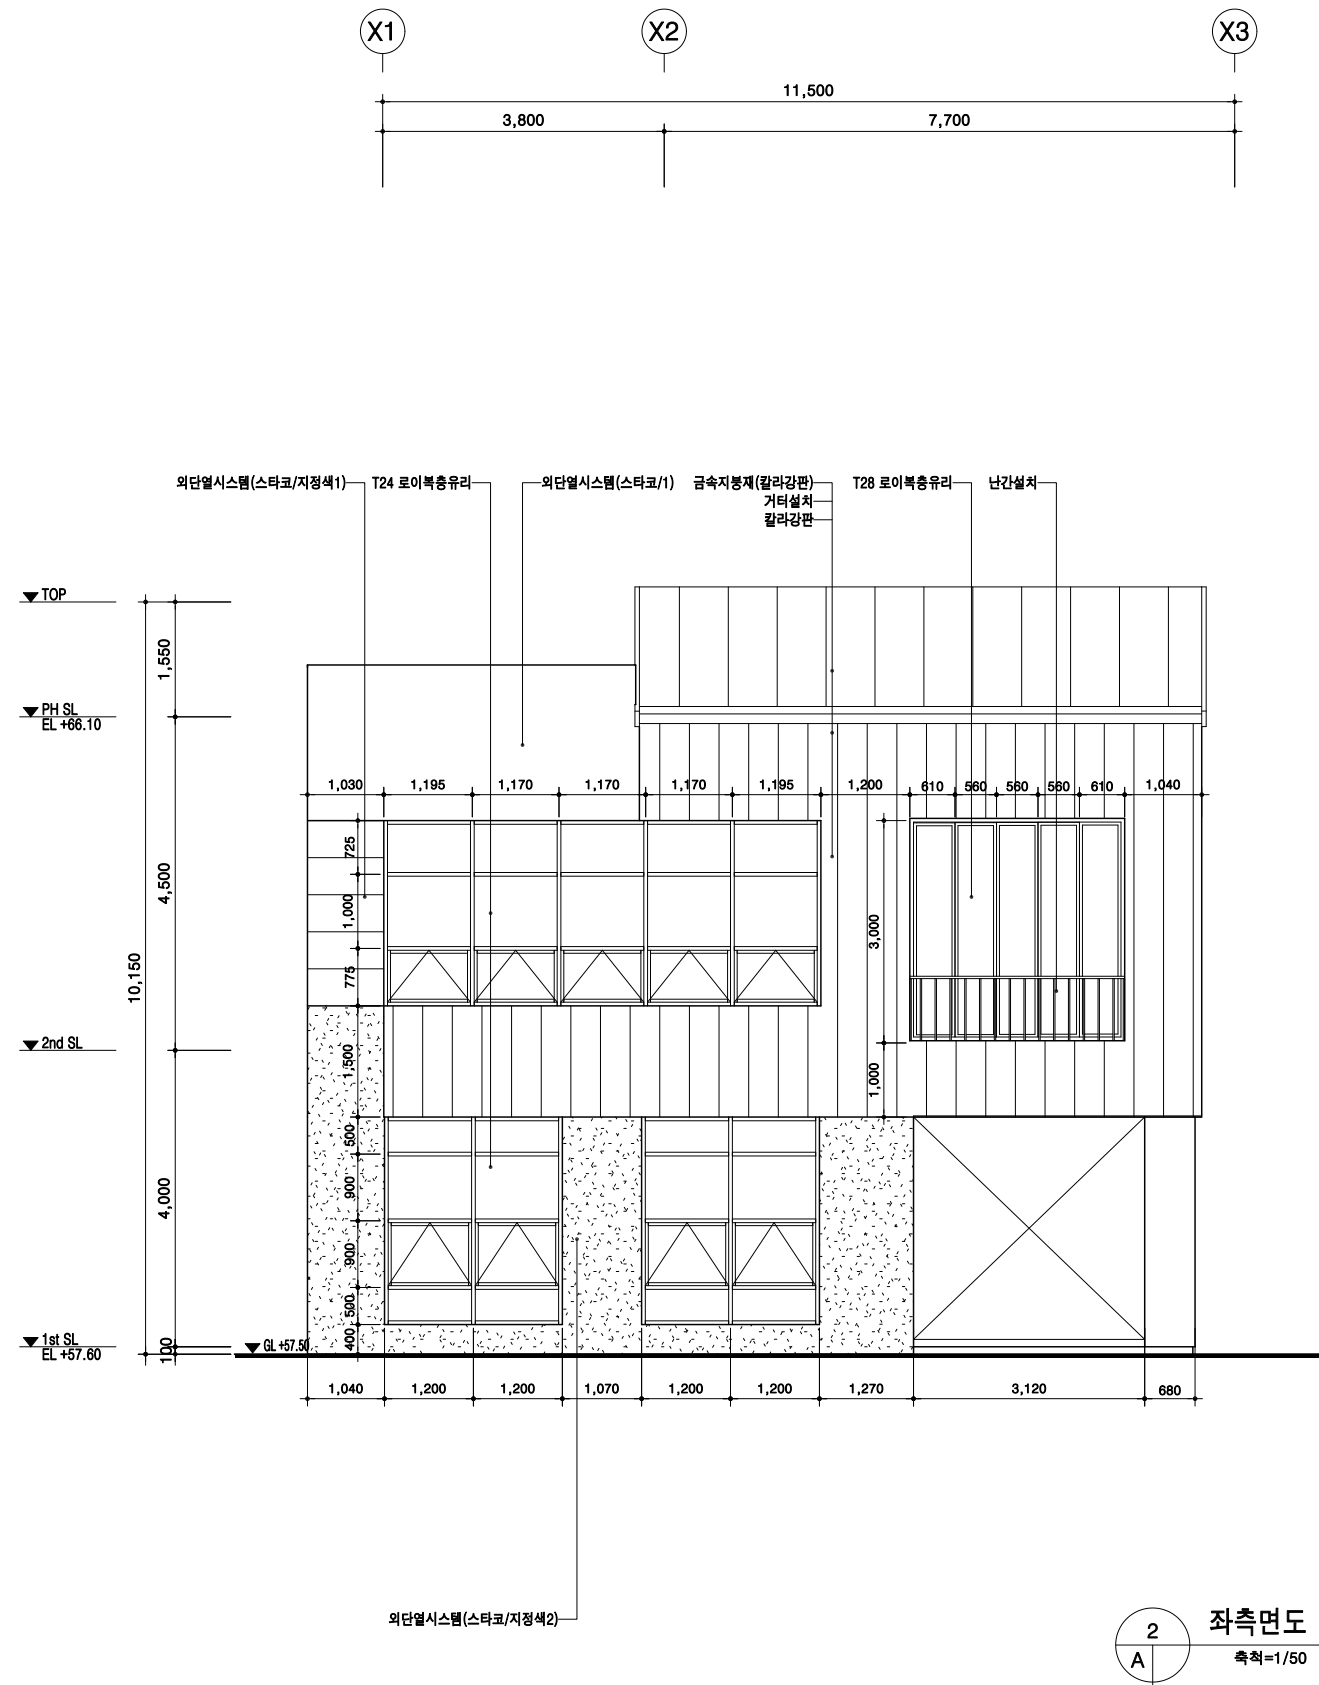 X1 X2 X3
11,500
3,800 7,700
외단열시스템(스타코/지정색1) T24 로이복층유리 외단열시스템(스타코/1) 금속지붕재(칼라강판) T28 로이복층유리 난간설치
거터설치
칼라강판
TOP
1,550
PH SL
EL +66.10
1,030 1,195 1,170 1,170 1,170 1,195 1,200 610 560 560 560 610 1,040
725
4,500
1,000
3,000
775
10,150
2nd SL
1,500
1,000
500
900
4,000
900
500
400
1st SL
EL +57.60
100
GL +57.50
1,040 1,200 1,200 1,070 1,200 1,200 1,270 3,120 680
외단열시스템(스타코/지정색2)
2
A
좌측면도
축척=1/50